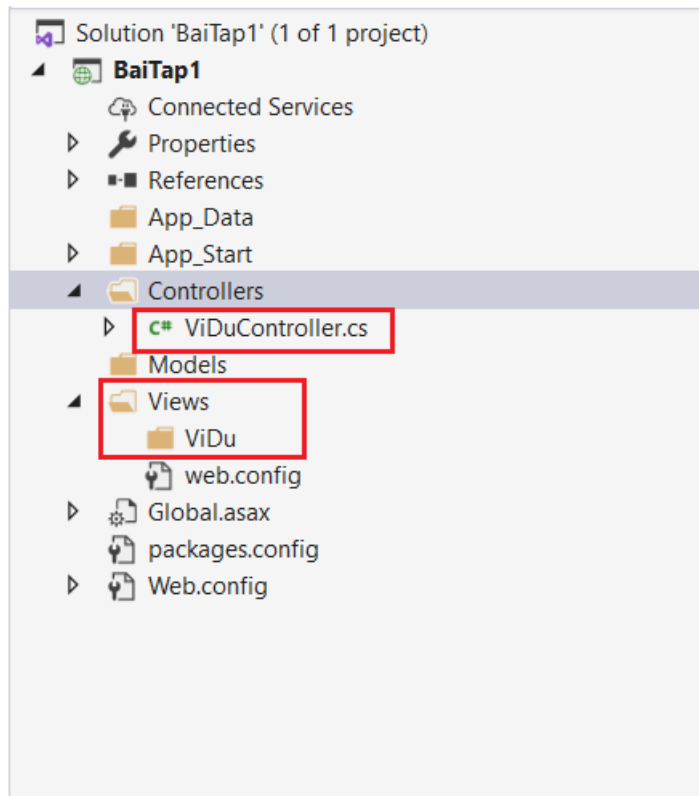 Solution 'BaiTap1' (1 of 1 project)
BaiTap1
Connected Services
Properties
References
App_Data
App_Start
Controllers
C# ViDuController.cs
Models
Views
ViDu
web.config
Global.asax
packages.config
Web.config